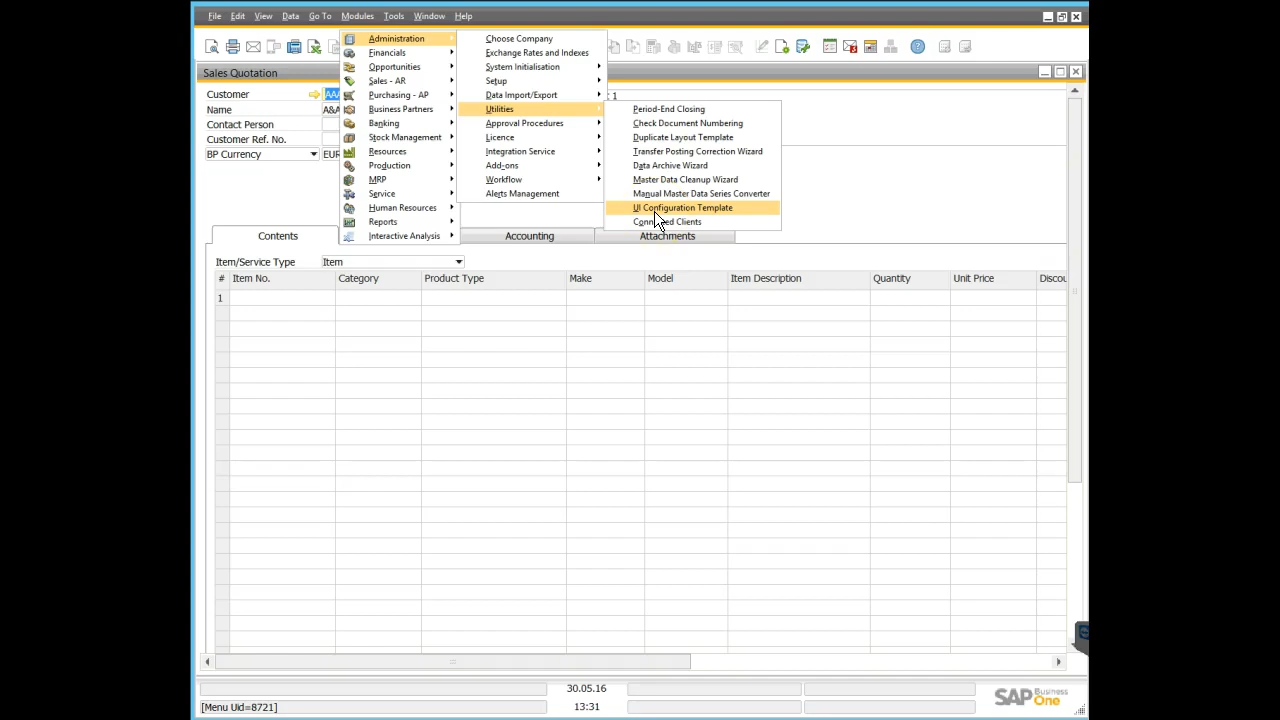 File Edit View Data Go To Modules Tools Window Help
Sales Quotation
Customer
Name A&A
Contact Person
Customer Ref. No.
BP Currency EUR
: 1
Administration
Financials
Opportunities
Sales - AR
Purchasing - AP
Business Partners
Banking
Stock Management
Resources
Production
MRP
Service
Human Resources
Reports
Interactive Analysis
Choose Company
Exchange Rates and Indexes
System Initialisation
Setup
Data Import/Export
Utilities
Approval Procedures
Licence
Integration Service
Add-ons
Workflow
Alerts Management
Period-End Closing
Check Document Numbering
Duplicate Layout Template
Transfer Posting Correction Wizard
Data Archive Wizard
Master Data Cleanup Wizard
Manual Master Data Series Converter
UI Configuration Template
Connected Clients
Contents Accounting Attachments
Item/Service Type Item
# Item No. Category Product Type Make Model Item Description Quantity Unit Price Discou
1
30.05.16
[Menu Uid=8721] 13:31
SAP Business One